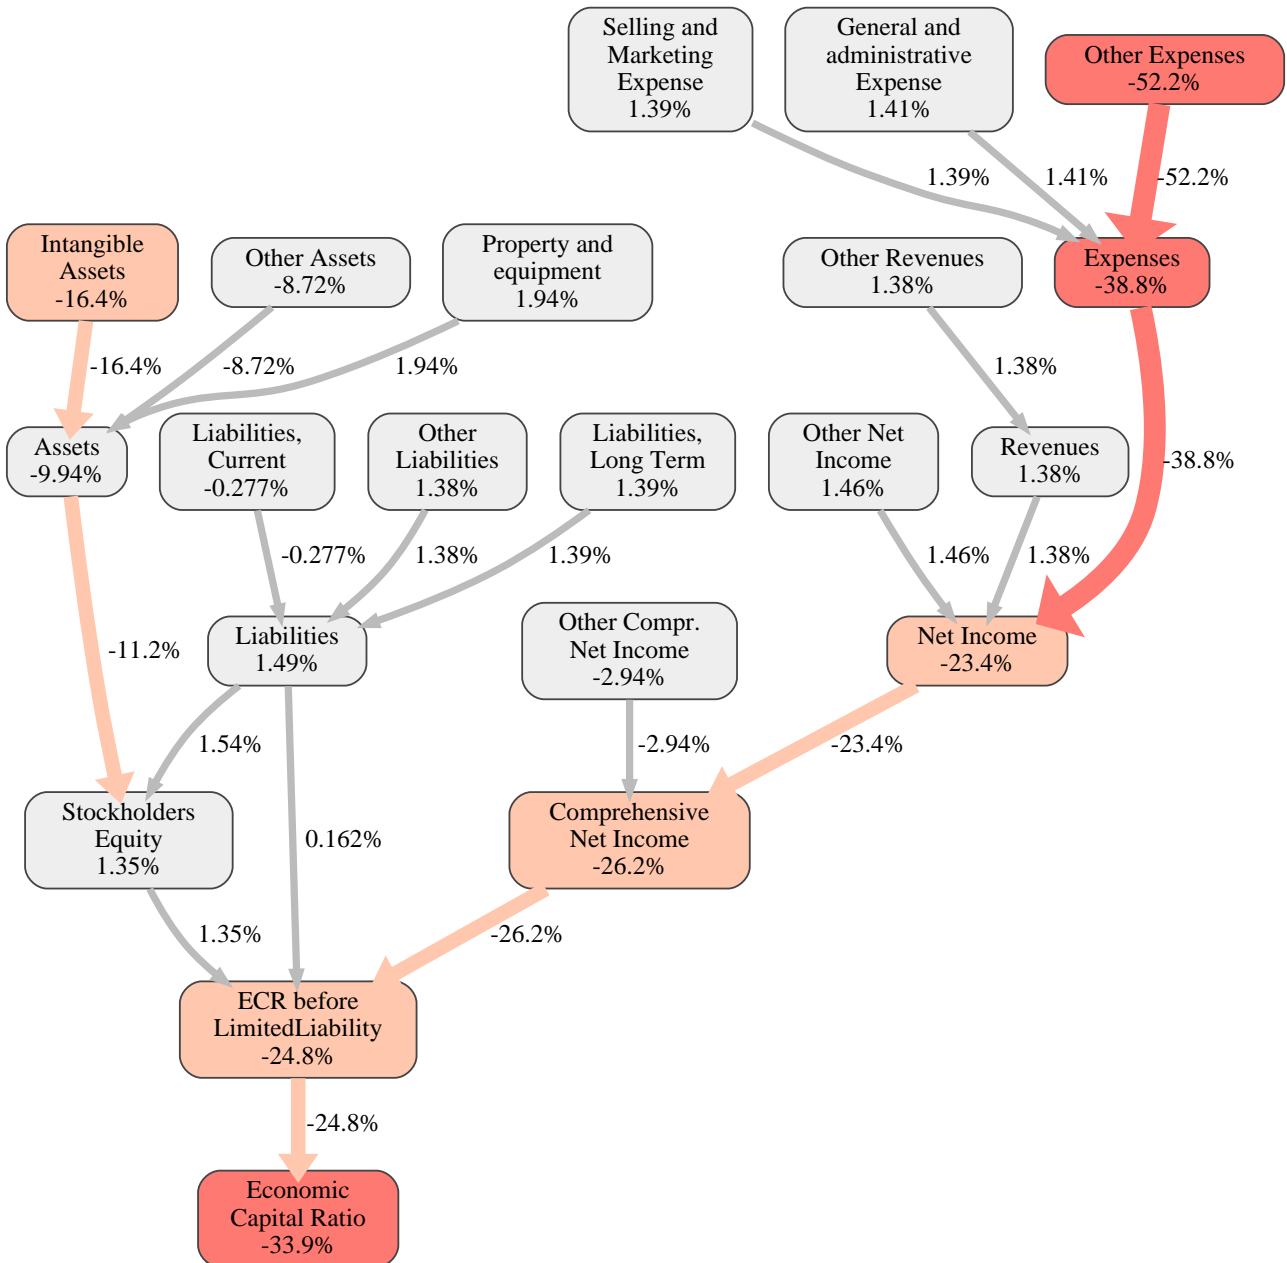 Selling and
Marketing
Expense
1.39%
General and
administrative
Expense
1.41%
Other Expenses
-52.2%
1.39%
1.41%
-52.2%
Intangible
Assets
-16.4%
Other Assets
-8.72%
Property and
equipment
1.94%
Other Revenues
1.38%
Expenses
-38.8%
-16.4%
-8.72%
1.94%
1.38%
Assets
-9.94%
Liabilities,
Current
-0.277%
Other
Liabilities
1.38%
Liabilities,
Long Term
1.39%
Other Net
Income
1.46%
Revenues
1.38%
-38.8%
-0.277%
1.38%
1.39%
1.46%
1.38%
-11.2%
Liabilities
1.49%
Other Compr.
Net Income
-2.94%
Net Income
-23.4%
1.54%
-2.94%
-23.4%
Stockholders
Equity
1.35%
0.162%
Comprehensive
Net Income
-26.2%
1.35%
-26.2%
ECR before
LimitedLiability
-24.8%
-24.8%
Economic
Capital Ratio
-33.9%